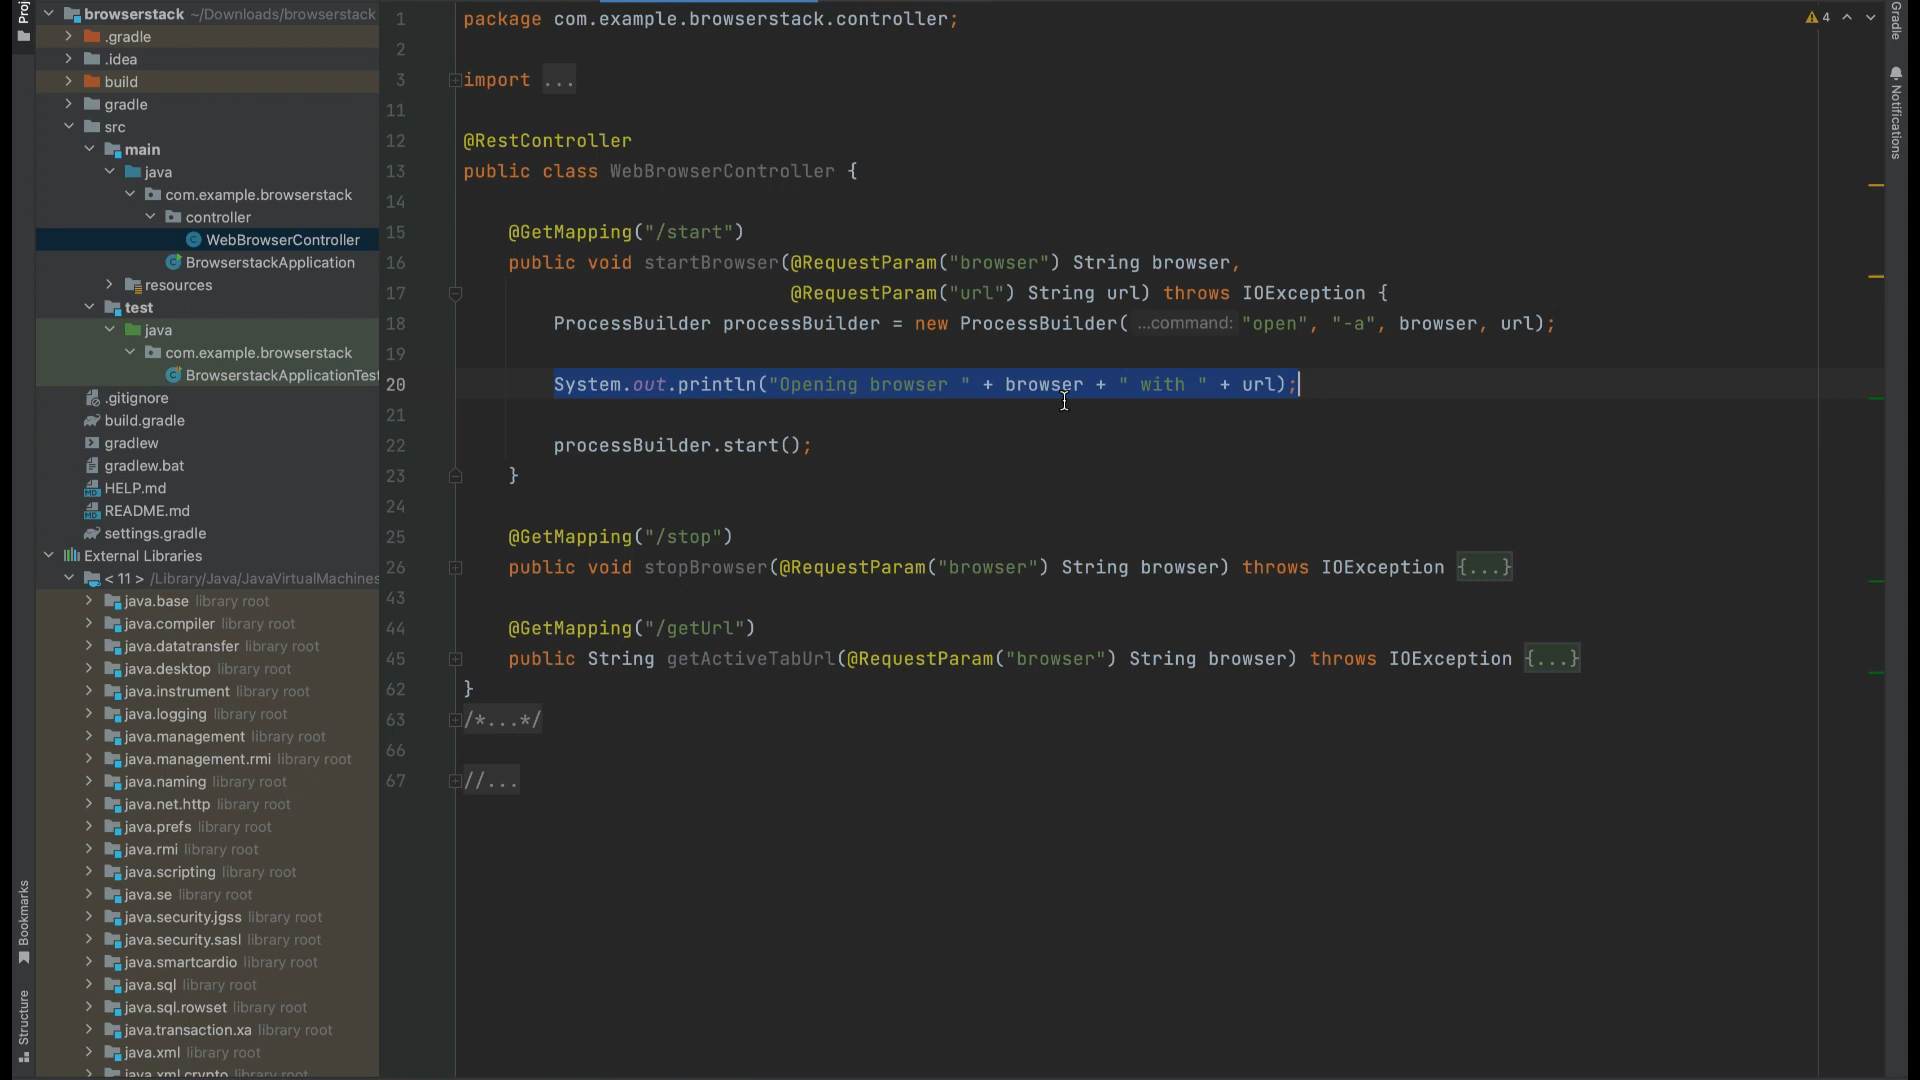 Proj
browserstack ~/Downloads/browserstack
.gradle
.idea
build
gradle
src
main
java
com.example.browserstack
controller
WebBrowserController
BrowserstackApplication
resources
test
java
com.example.browserstack
BrowserstackApplicationTest
.gitignore
build.gradle
gradlew
gradlew.bat
HELP.md
README.md
settings.gradle
External Libraries
< 11 > /Library/Java/JavaVirtualMachines
java.base library root
java.compiler library root
java.datatransfer library root
java.desktop library root
java.instrument library root
java.logging library root
java.management library root
java.management.rmi library root
java.naming library root
java.net.http library root
java.prefs library root
java.rmi library root
java.scripting library root
java.se library root
java.security.jgss library root
java.security.sasl library root
java.smartcardio library root
java.sql library root
java.sql.rowset library root
java.transaction.xa library root
java.xml library root
java.xml.crypto library root
Bookmarks
Structure
1 package com.example.browserstack.controller;
2
3 import ...
11
12 @RestController
13 public class WebBrowserController {
14
15 @GetMapping("/start")
16 public void startBrowser(@RequestParam("browser") String browser,
17 @RequestParam("url") String url) throws IOException {
18 ProcessBuilder processBuilder = new ProcessBuilder( ...command: "open", "-a", browser, url);
19
20 System.out.println("Opening browser " + browser + " with " + url);
21
22 processBuilder.start();
23 }
24
25 @GetMapping("/stop")
26 public void stopBrowser(@RequestParam("browser") String browser) throws IOException {...}
43
44 @GetMapping("/getUrl")
45 public String getActiveTabUrl(@RequestParam("browser") String browser) throws IOException {...}
62 }
63 /*...*/
66
67 //...
4
Gradle
Notifications